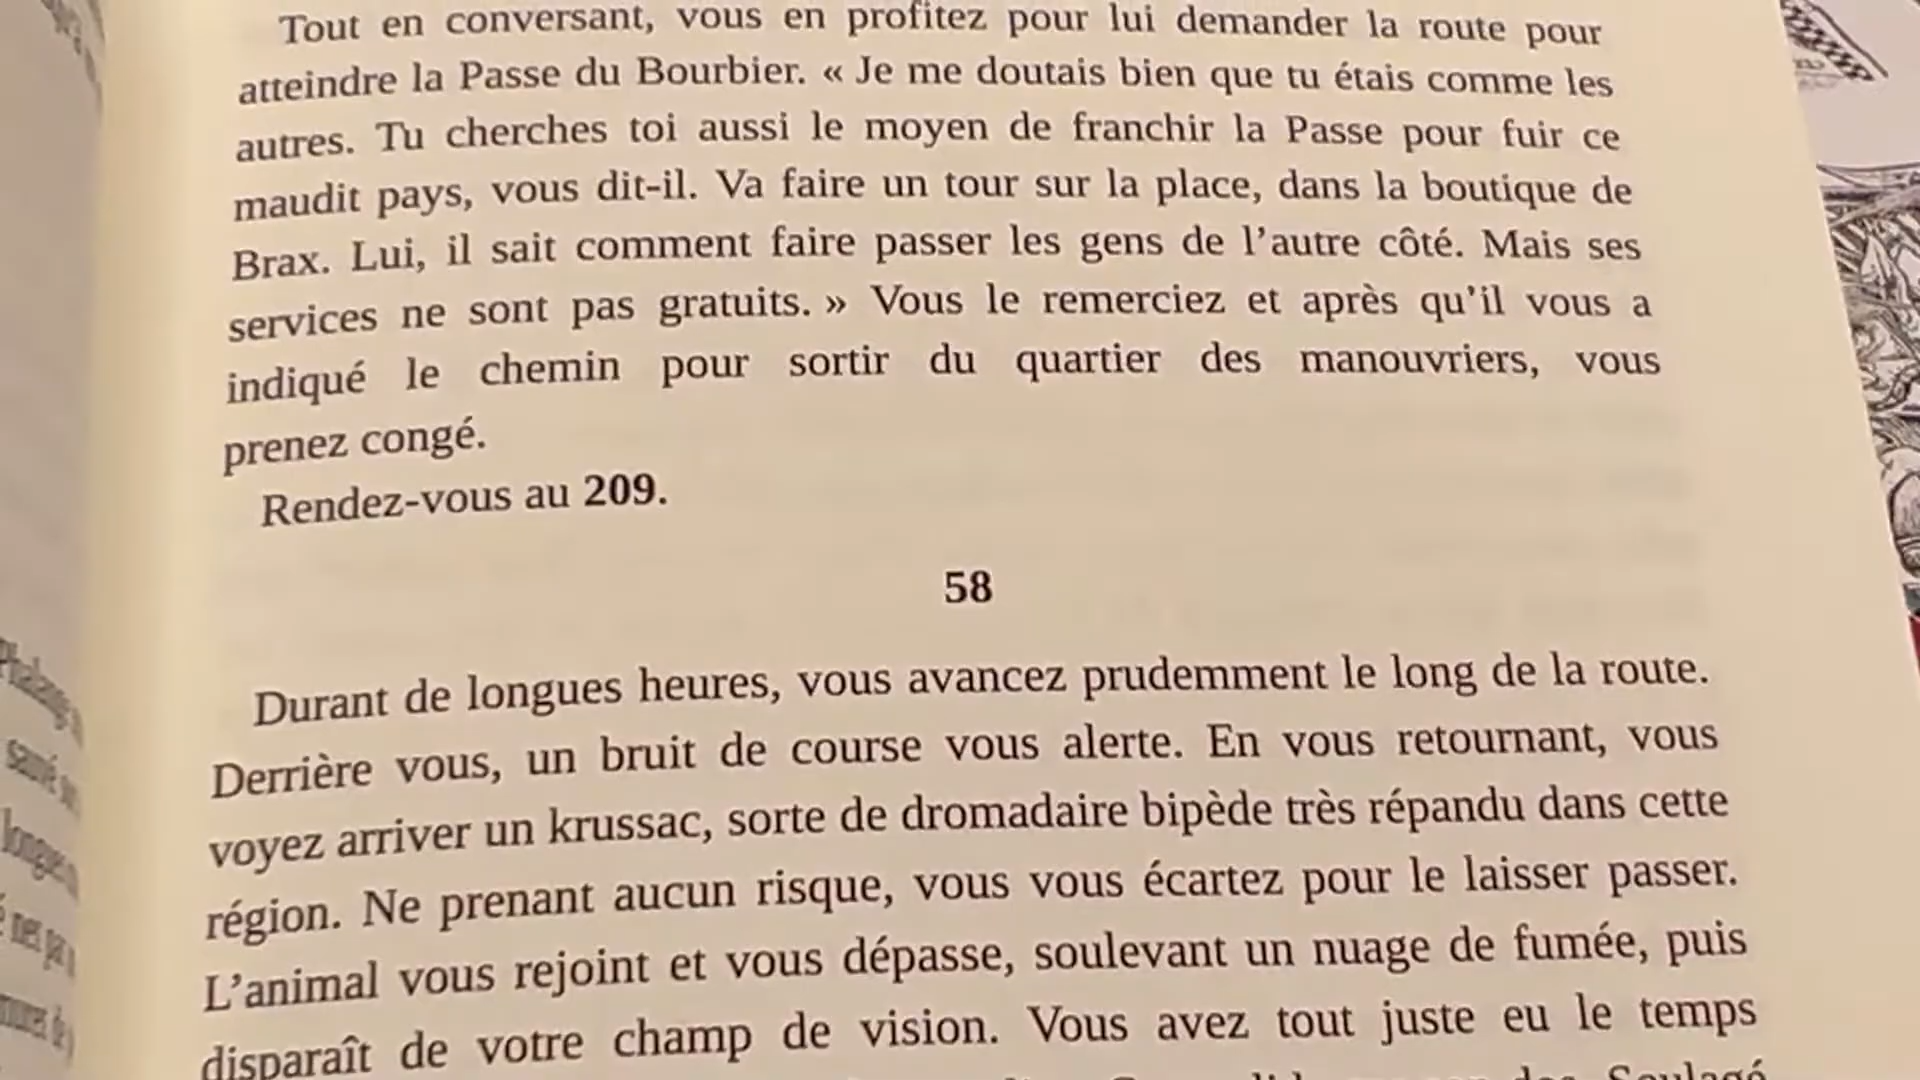 Tout en conversant, vous en profitez pour lui demander la route pour
atteindre la Passe du Bourbier. « Je me doutais bien que tu étais comme les
autres. Tu cherches toi aussi le moyen de franchir la Passe pour fuir ce
maudit pays, vous dit-il. Va faire un tour sur la place, dans la boutique de
Brax. Lui, il sait comment faire passer les gens de l’autre côté. Mais ses
services ne sont pas gratuits. » Vous le remerciez et après qu’il vous a
indiqué le chemin pour sortir du quartier des manouvriers, vous
prenez congé.
Rendez-vous au 209.
58
Durant de longues heures, vous avancez prudemment le long de la route.
Derrière vous, un bruit de course vous alerte. En vous retournant, vous
voyez arriver un krussac, sorte de dromadaire bipède très répandu dans cette
région. Ne prenant aucun risque, vous vous écartez pour le laisser passer.
L’animal vous rejoint et vous dépasse, soulevant un nuage de fumée, puis
disparaît de votre champ de vision. Vous avez tout juste eu le temps